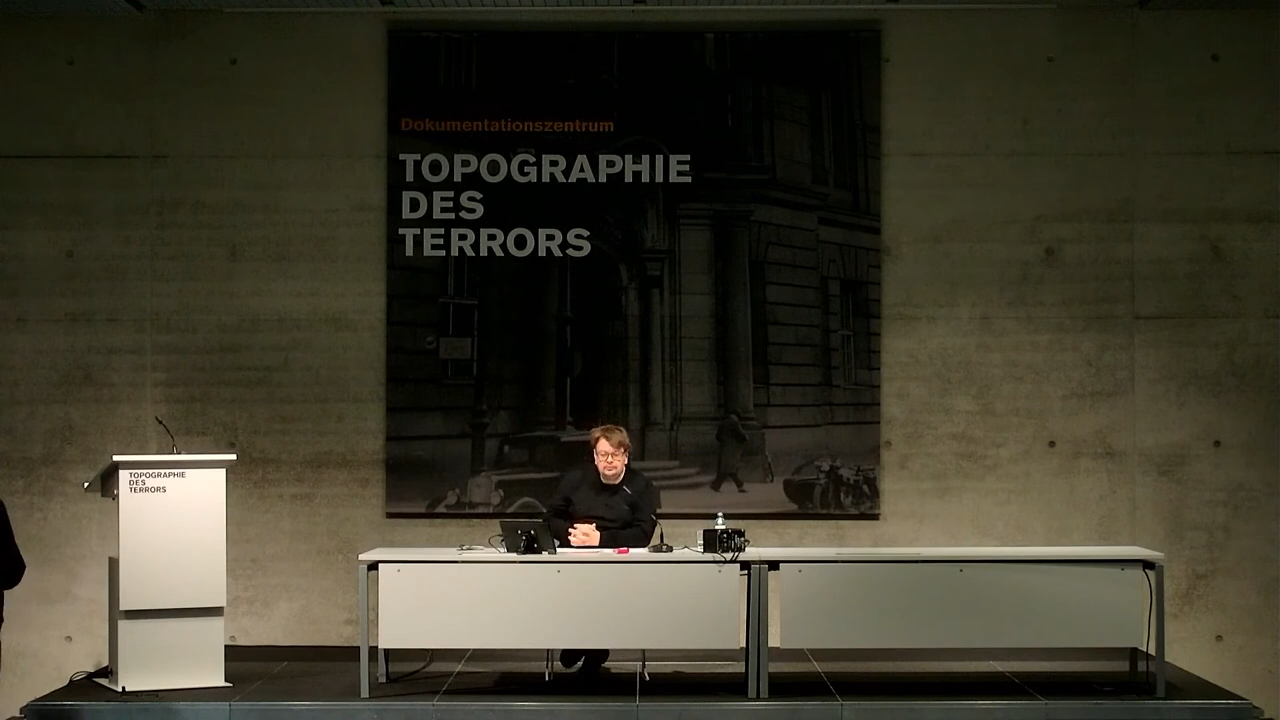 Dokumentationszentrum
TOPOGRAPHIE
DES
TERRORS
TOPOGRAPHIE
DES
TERRORS